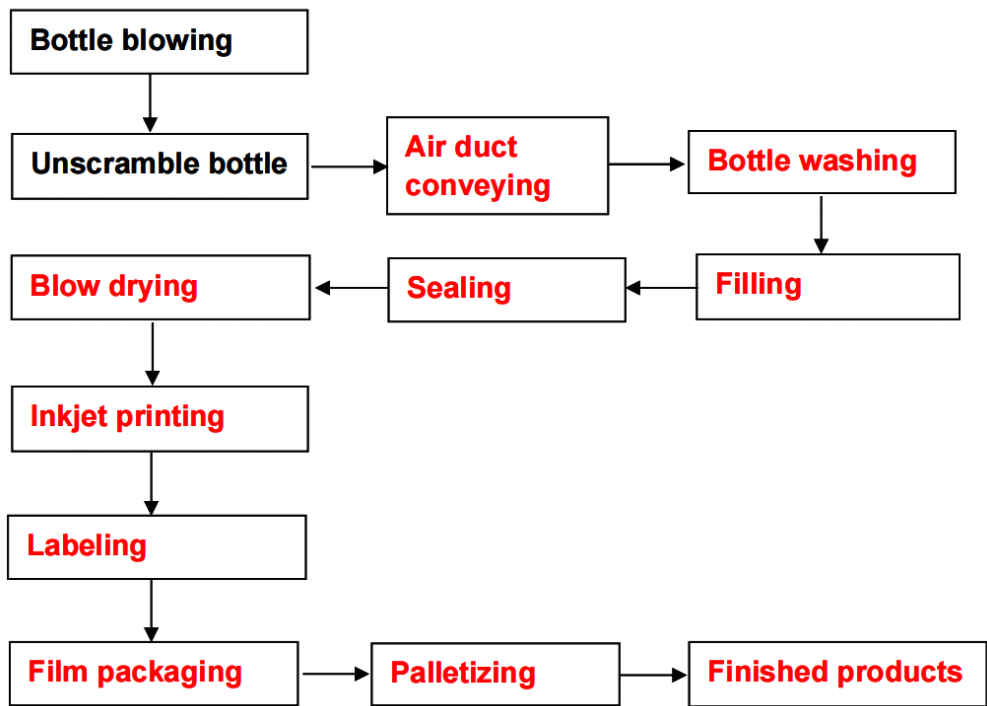 Bottle blowing
Unscramble bottle
Air duct
conveying
Bottle washing
Filling
Sealing
Blow drying
Inkjet printing
Labeling
Film packaging
Palletizing
Finished products